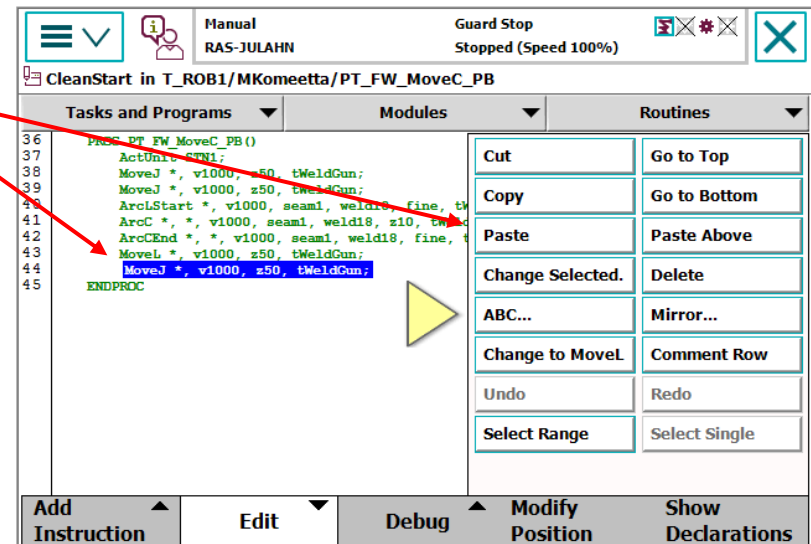 Manual
RAS-JULAHN
Guard Stop
Stopped (Speed 100%)
CleanStart in T_ROB1/MKomeetta/PT_FW_MoveC_PB
Tasks and Programs
Modules
Routines
36 PROC PT_FW_MoveC_PB()
37 ActUnit STN1;
38 MoveJ *, v1000, z50, tWeldGun;
39 MoveJ *, v1000, z50, tWeldGun;
40 ArcLStart *, v1000, seam1, weld18, fine, tW
41 ArcC *, *, v1000, seam1, weld18, z10, tWeld
42 ArcCEnd *, *, v1000, seam1, weld18, fine, t
43 MoveL *, v1000, z50, tWeldGun;
44 MoveJ *, v1000, z50, tWeldGun;
45 ENDPROC
Cut
Go to Top
Copy
Go to Bottom
Paste
Paste Above
Change Selected.
Delete
ABC...
Mirror...
Change to MoveL
Comment Row
Undo
Redo
Select Range
Select Single
Add Instruction
Edit
Debug
Modify Position
Show Declarations